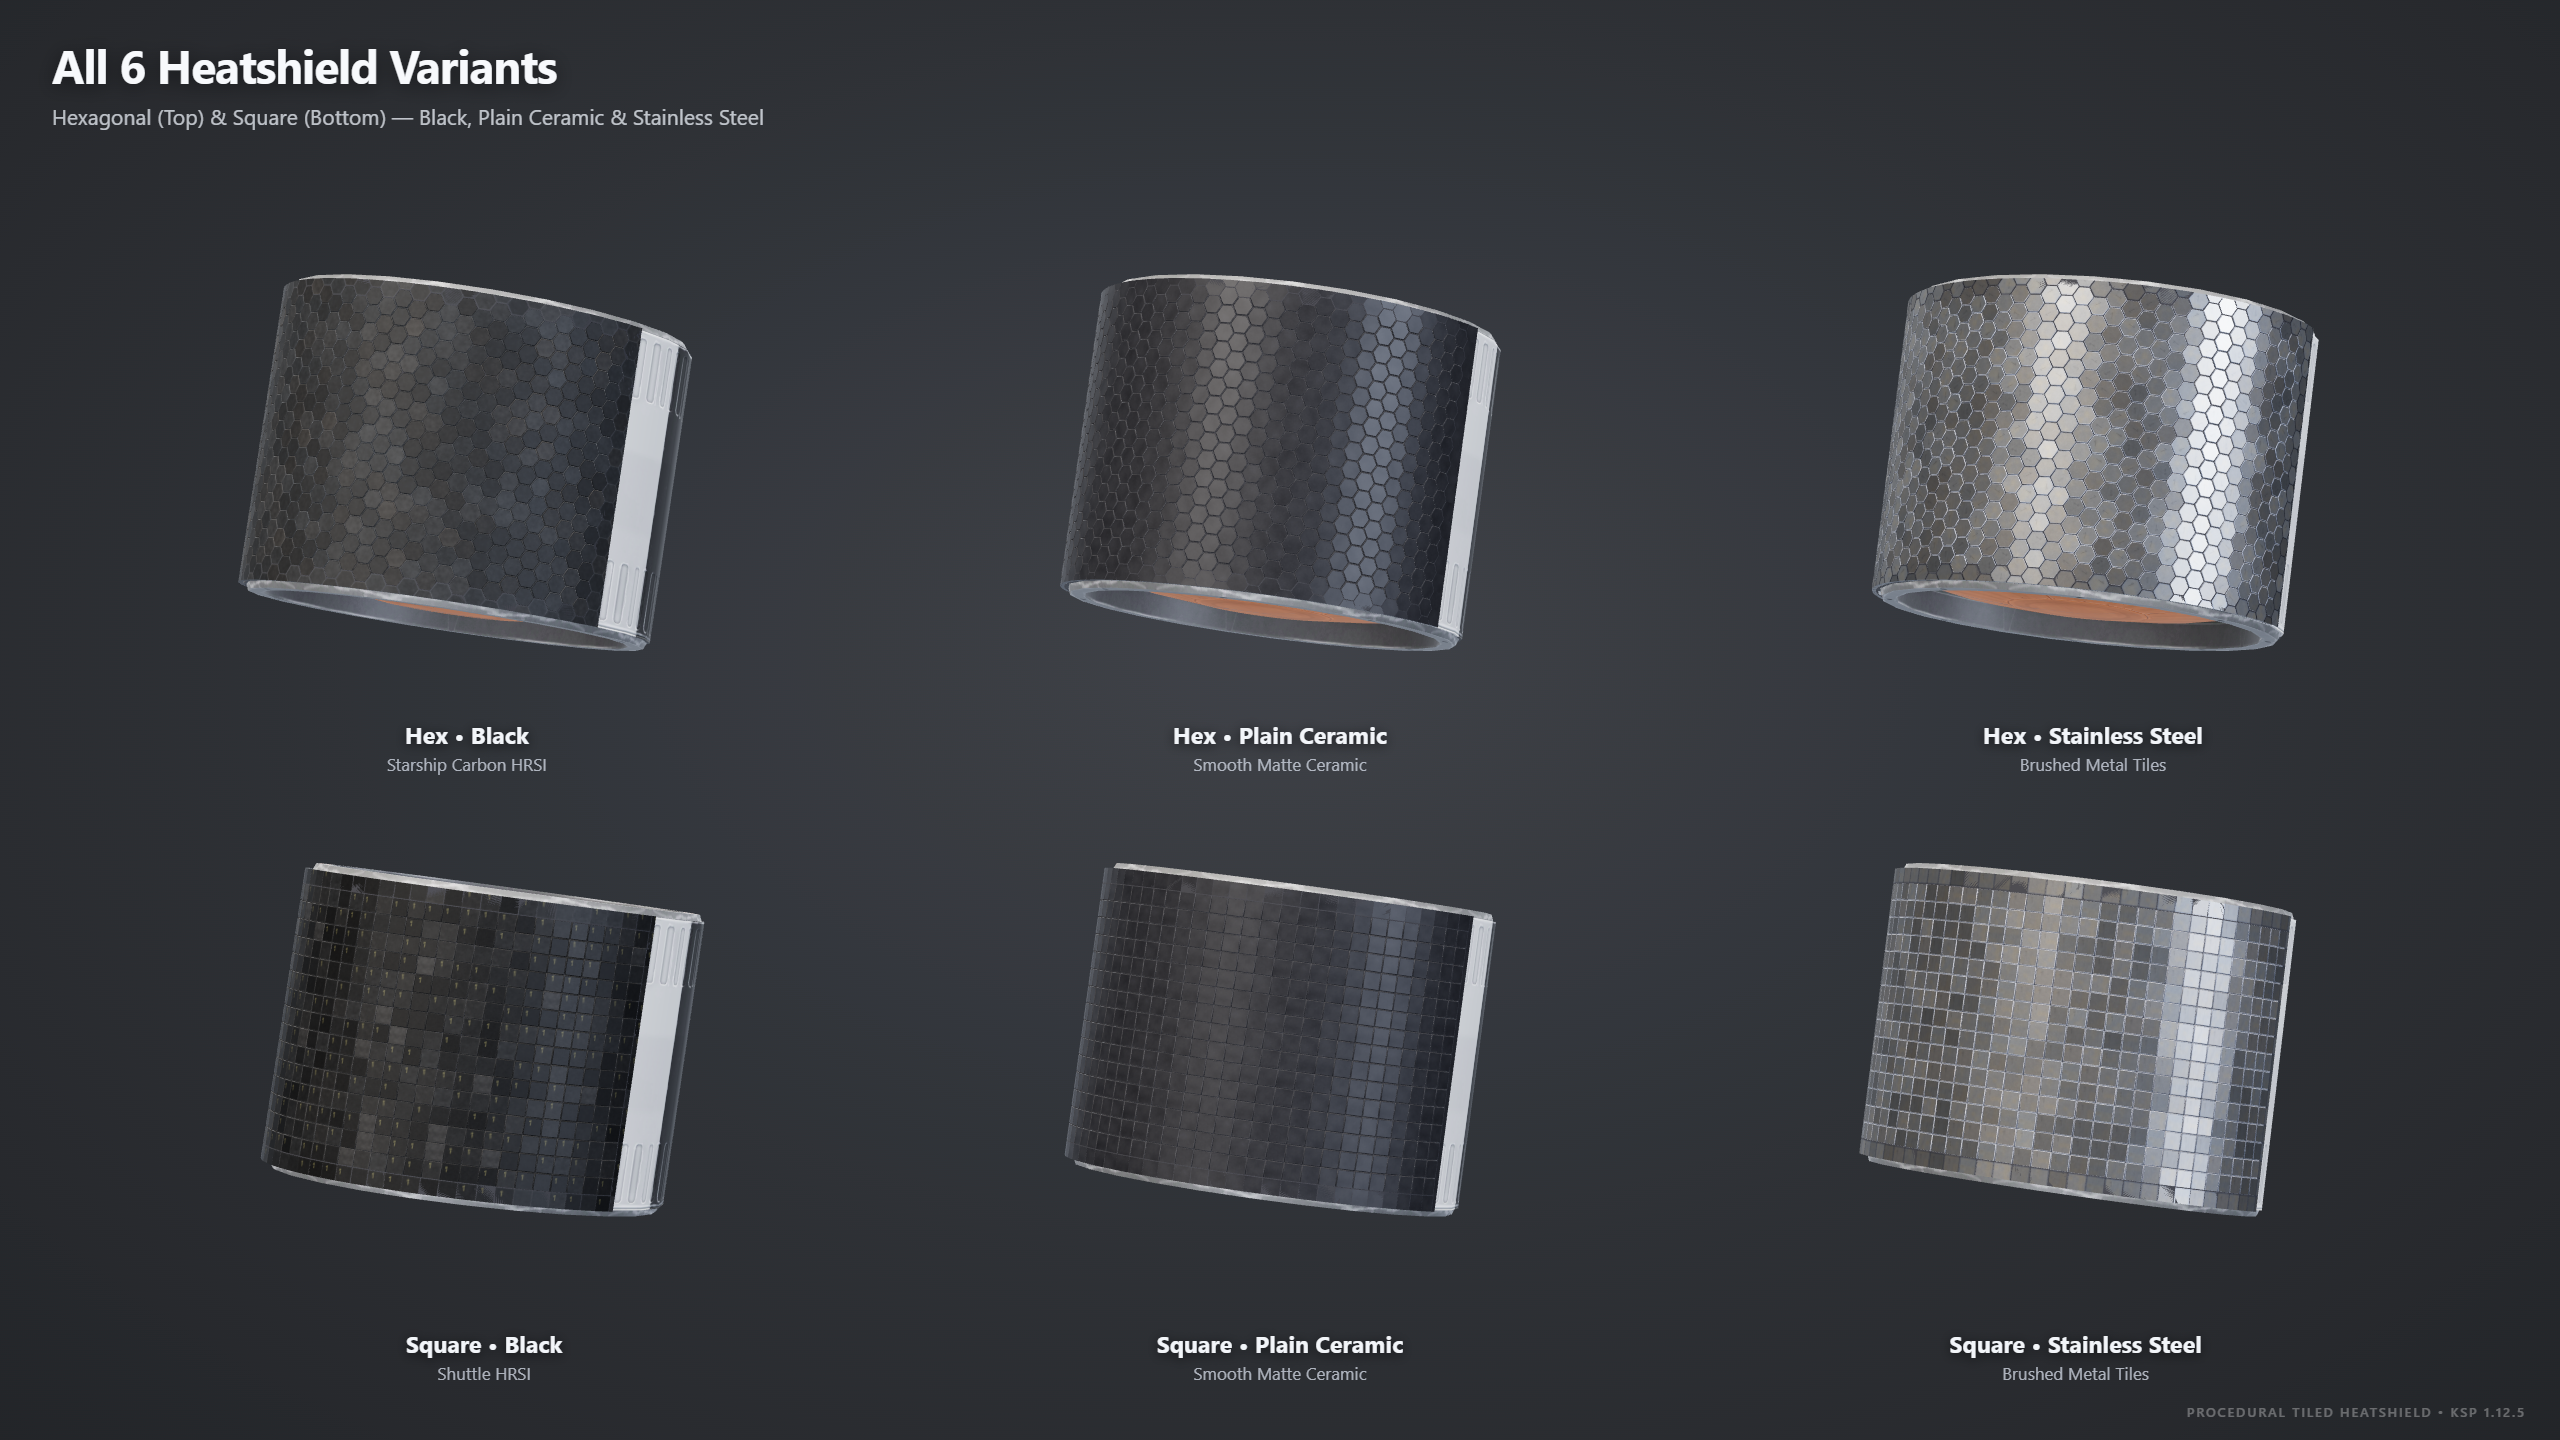 All 6 Heatshield Variants
Hexagonal (Top) & Square (Bottom) — Black, Plain Ceramic & Stainless Steel
Hex • Black
Starship Carbon HRSI
Hex • Plain Ceramic
Smooth Matte Ceramic
Hex • Stainless Steel
Brushed Metal Tiles
Square • Black
Shuttle HRSI
Square • Plain Ceramic
Smooth Matte Ceramic
Square • Stainless Steel
Brushed Metal Tiles
PROCEDURAL TILED HEATSHIELD • KSP 1.12.5